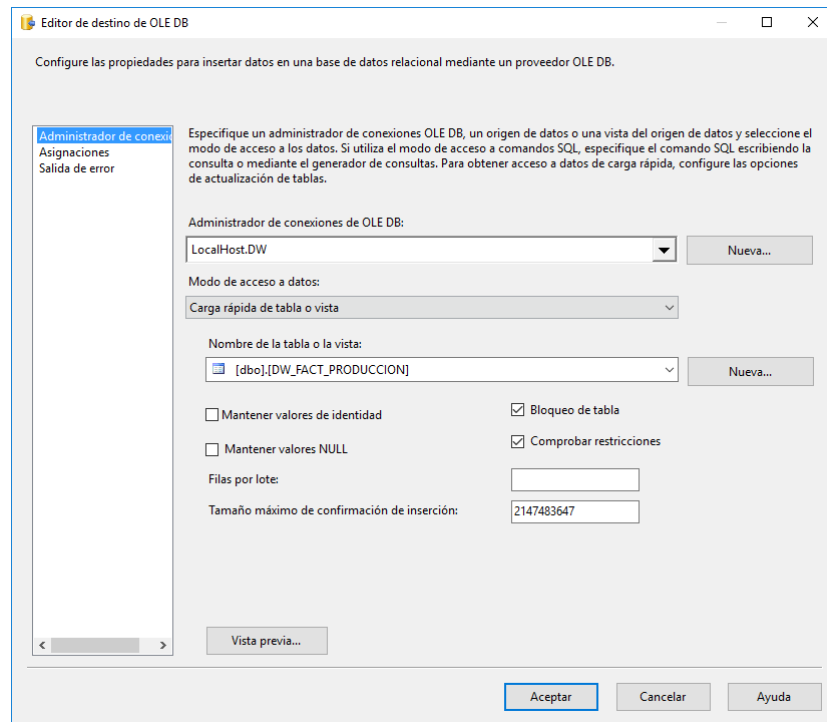 Editor de destino de OLE DB
Configure las propiedades para insertar datos en una base de datos relacional mediante un proveedor OLE DB.
Administrador de conexi
Asignaciones
Salida de error
Especifique un administrador de conexiones OLE DB, un origen de datos o una vista del origen de datos y seleccione el
modo de acceso a los datos. Si utiliza el modo de acceso a comandos SQL, especifique el comando SQL escribiendo la
consulta o mediante el generador de consultas. Para obtener acceso a datos de carga rápida, configure las opciones
de actualización de tablas.
Administrador de conexiones de OLE DB:
LocalHost.DW
Nueva...
Modo de acceso a datos:
Carga rápida de tabla o vista
Nombre de la tabla o la vista:
[dbo].[DW_FACT_PRODUCCION]
Nueva...
Mantener valores de identidad
Bloqueo de tabla
Mantener valores NULL
Comprobar restricciones
Filas por lote:
Tamaño máximo de confirmación de inserción:
2147483647
Vista previa...
Aceptar
Cancelar
Ayuda